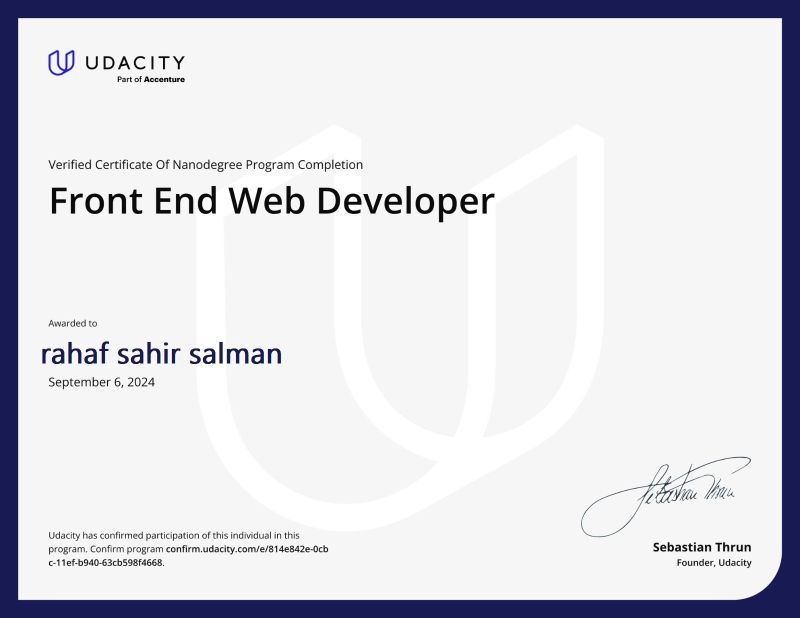 UDACITY
Part of Accenture
Verified Certificate Of Nanodegree Program Completion
Front End Web Developer
Awarded to
rahaf sahir salman
September 6, 2024
Udacity has confirmed participation of this individual in this
program. Confirm program confirm.udacity.com/e/814e842e-0cb
c-11ef-b940-63cb598f4668.
Sebastian Thrun
Sebastian Thrun
Founder, Udacity